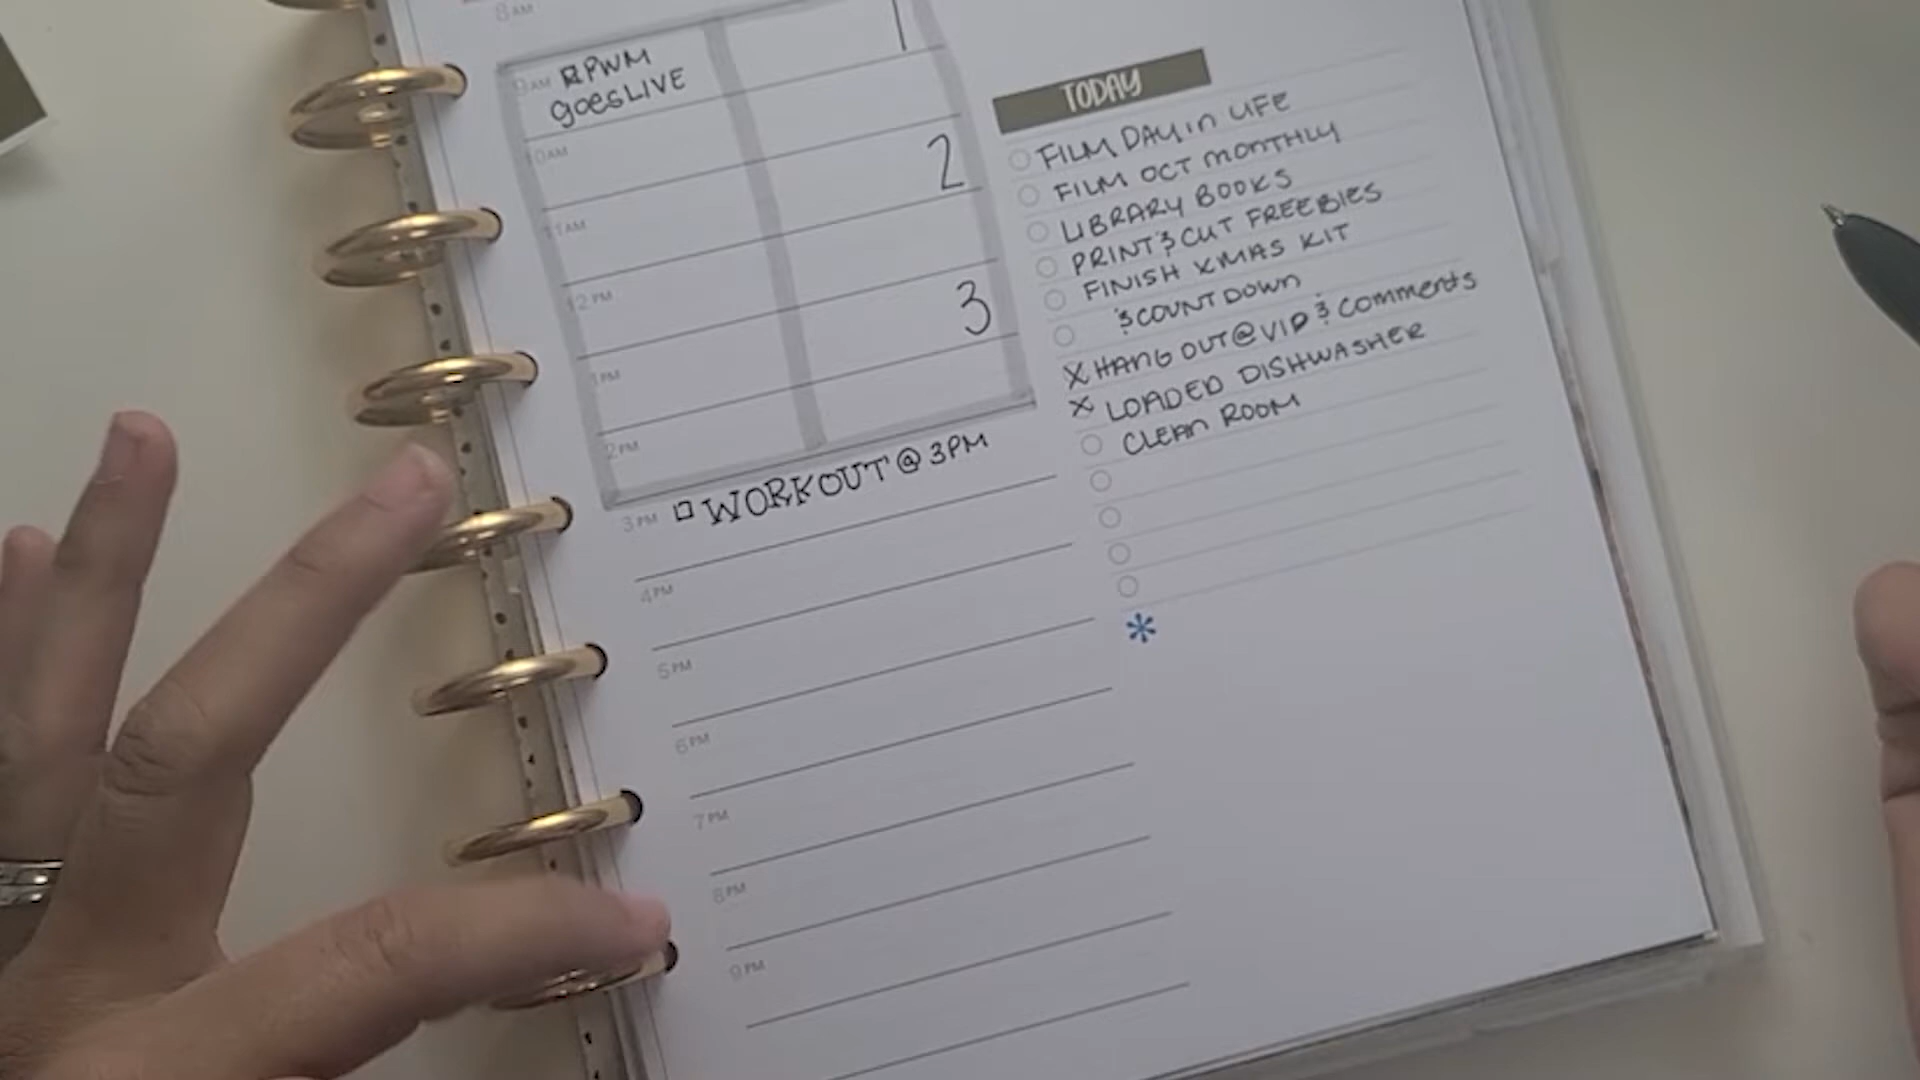 8 AM
9 AM PWM
goes LIVE
1
10 AM
2
11 AM
12 PM
3
1 PM
2 PM
3 PM WORKOUT @ 3PM
4 PM
5 PM
6 PM
7 PM
8 PM
9 PM
TODAY
FILM DAY in LIFE
FILM OCT MONTHLY
LIBRARY BOOKS
PRINT & CUT FREEBIES
FINISH XMAS KIT
& COUNTDOWN
X HANG OUT @ VIP & Comments
X LOADED DISHWASHER
CLEAN ROOM
*